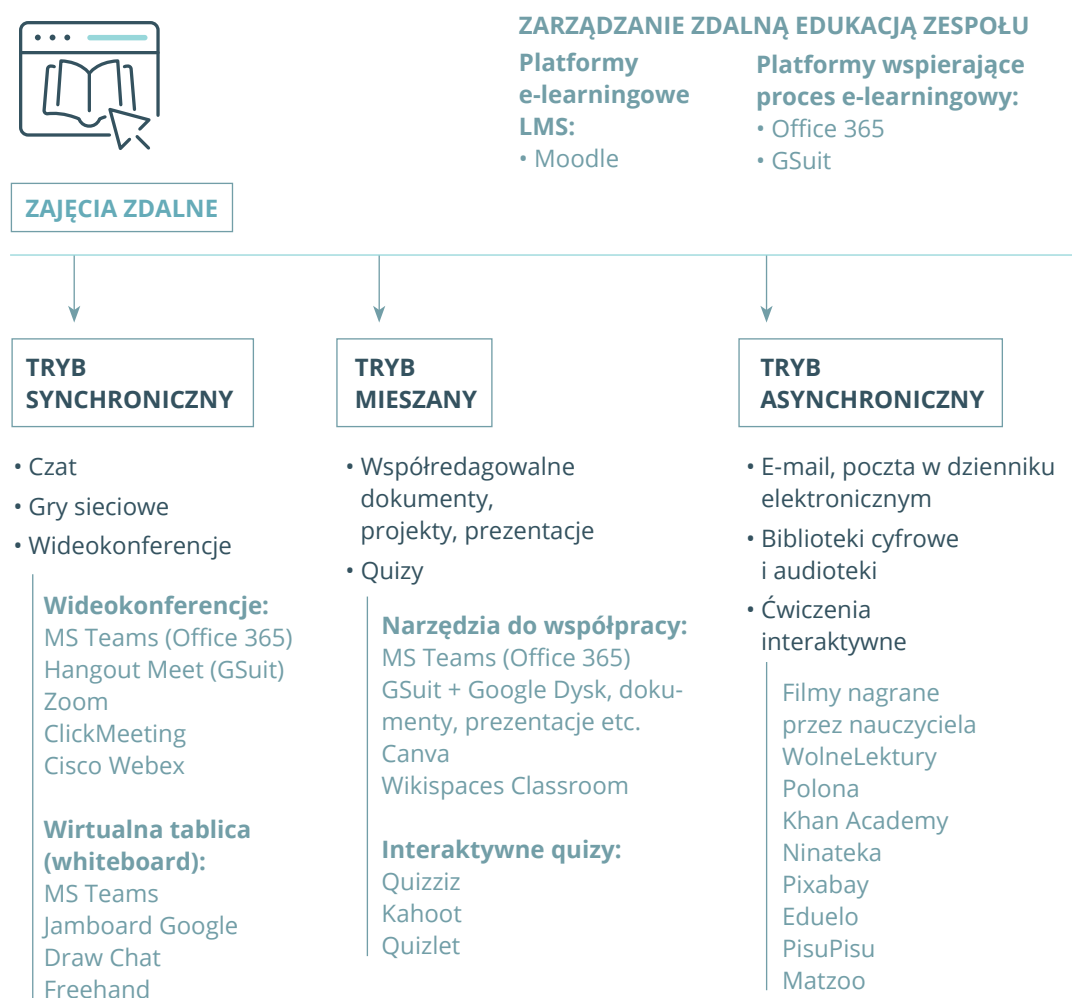 ZARZĄDZANIE ZDALNĄ EDUKACJĄ ZESPOŁU
Platformy
e-learningowe
LMS:
• Moodle
Platformy wspierające
proces e-learningowy:
• Office 365
• GSuit
ZAJĘCIA ZDALNE
TRYB
SYNCHRONICZNY
• Czat
• Gry sieciowe
• Wideokonferencje
Wideokonferencje:
MS Teams (Office 365)
Hangout Meet (GSuit)
Zoom
ClickMeeting
Cisco Webex
Wirtualna tablica
(whiteboard):
MS Teams
Jamboard Google
Draw Chat
Freehand
TRYB
MIESZANY
• Współredagowalne
dokumenty,
projekty, prezentacje
• Quizy
Narzędzia do współpracy:
MS Teams (Office 365)
GSuit + Google Dysk, doku-
menty, prezentacje etc.
Canva
Wikispaces Classroom
Interaktywne quizy:
Quizziz
Kahoot
Quizlet
TRYB
ASYNCHRONICZNY
• E-mail, poczta w dzienniku
elektronicznym
• Biblioteki cyfrowe
i audioteki
• Ćwiczenia
interaktywne
Filmy nagrane
przez nauczyciela
WolneLektury
Polona
Khan Academy
Ninateka
Pixabay
Eduelo
PisuPisu
Matzoo